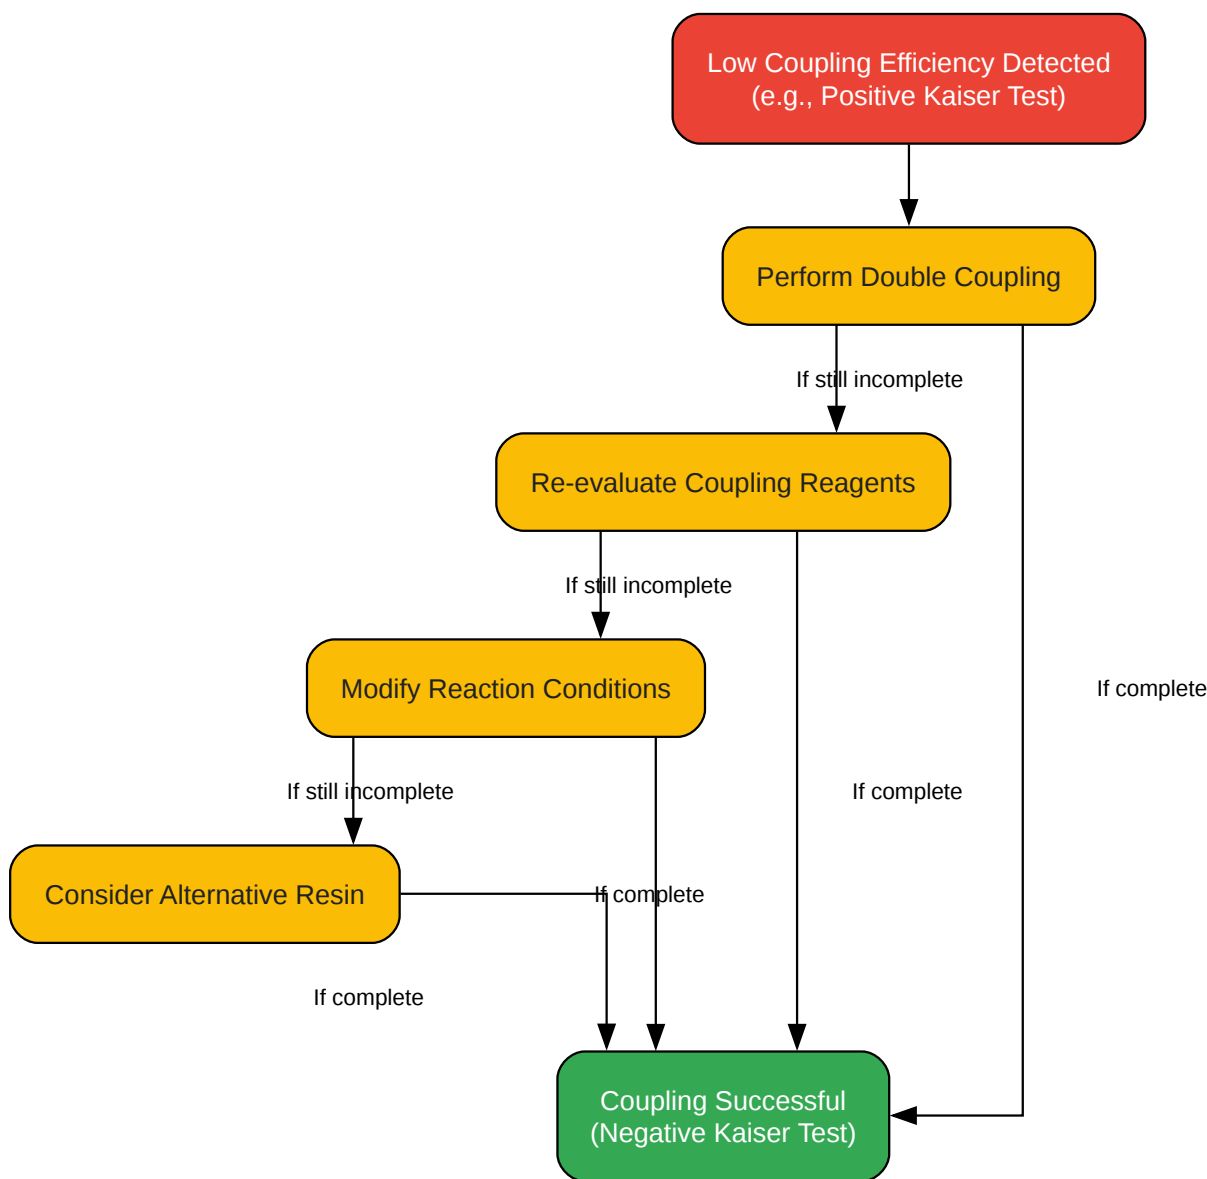 Low Coupling Efficiency Detected
(e.g., Positive Kaiser Test)
Perform Double Coupling
If still incomplete
Re-evaluate Coupling Reagents
If still incomplete
Modify Reaction Conditions
If complete
If still incomplete
If complete
Consider Alternative Resin
If complete
If complete
Coupling Successful
(Negative Kaiser Test)